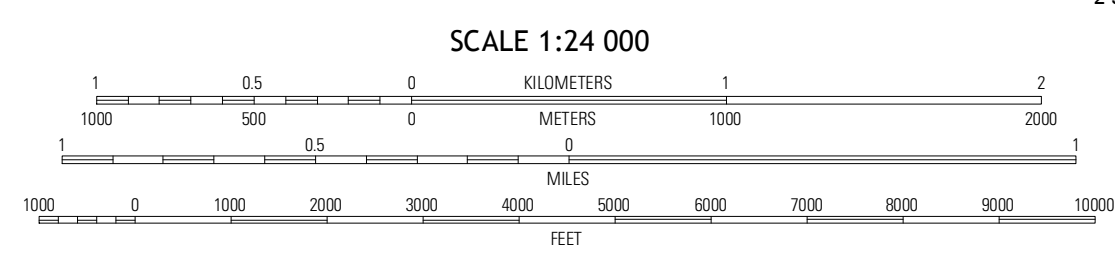 SCALE 1:24 000
1 0.5 0 KILOMETERS 1 2
1000 500 0 METERS 1000 2000
1 0.5 0 1
MILES
1000 0 1000 2000 3000 4000 5000 6000 7000 8000 9000 10000
FEET